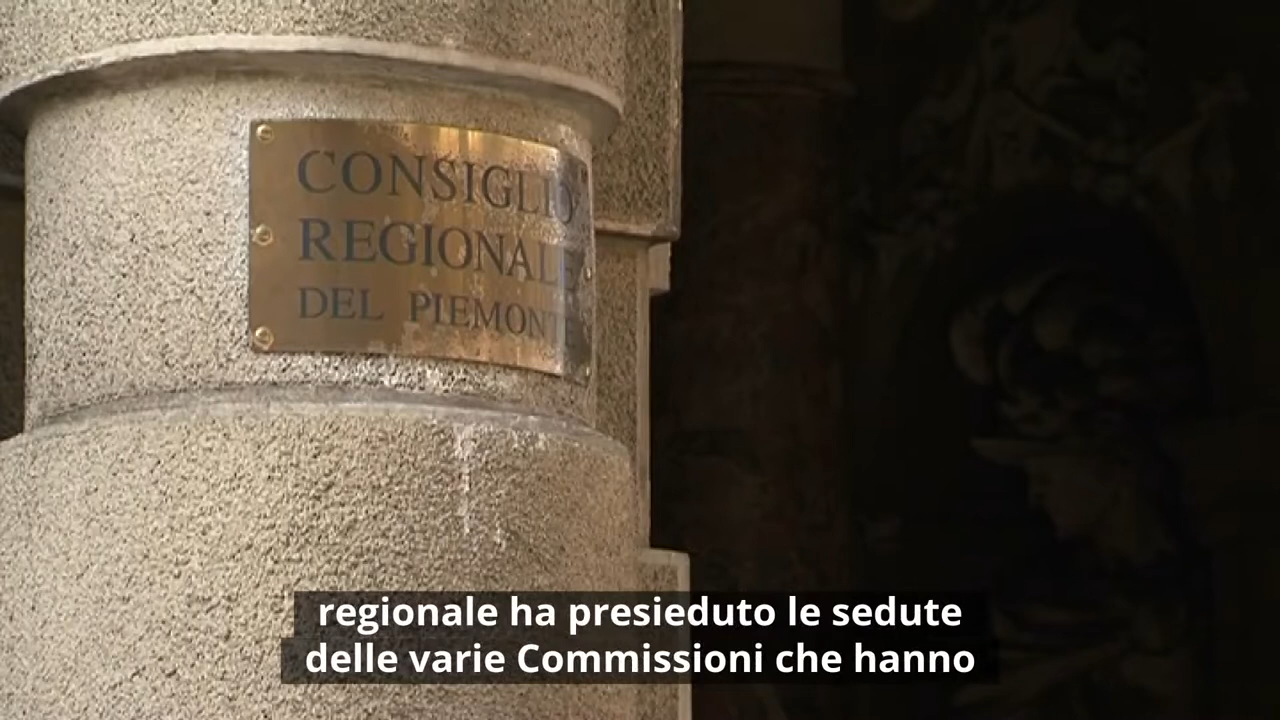 CONSIGLIO
REGIONALE
DEL PIEMONTE
regionale ha presieduto le sedute
delle varie Commissioni che hanno